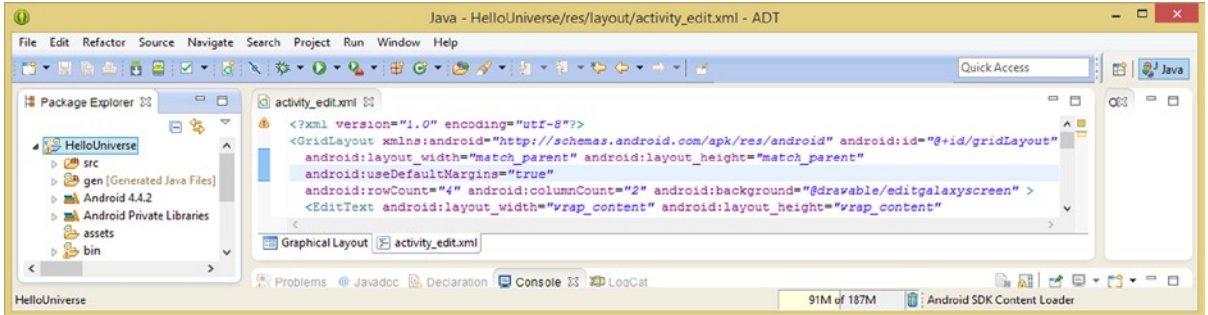 Java - HelloUniverse/res/layout/activity_edit.xml - ADT
File Edit Refactor Source Navigate Search Project Run Window Help
Quick Access
Java
Package Explorer
HelloUniverse
src
gen [Generated Java Files]
Android 4.4.2
Android Private Libraries
assets
bin
activity_edit.xml
<?xml version="1.0" encoding="utf-8"?>
<GridLayout xmlns:android="http://schemas.android.com/apk/res/android" android:id="@+id/gridLayout"
android:layout_width="match_parent" android:layout_height="match_parent"
android:useDefaultMargins="true"
android:rowCount="4" android:columnCount="2" android:background="@drawable/editgalaxyscreen" >
<EditText android:layout_width="wrap_content" android:layout_height="wrap_content"
Graphical Layout activity_edit.xml
Problems @ Javadoc Declaration Console LogCat
HelloUniverse
91M of 187M
Android SDK Content Loader